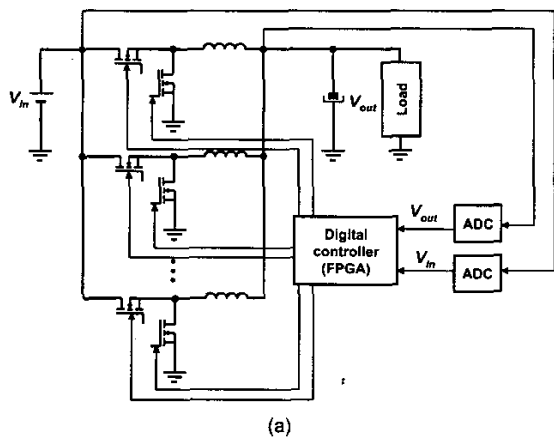 V_in
V_out
Load
Digital
controller
(FPGA)
V_out
ADC
V_in
ADC
(a)